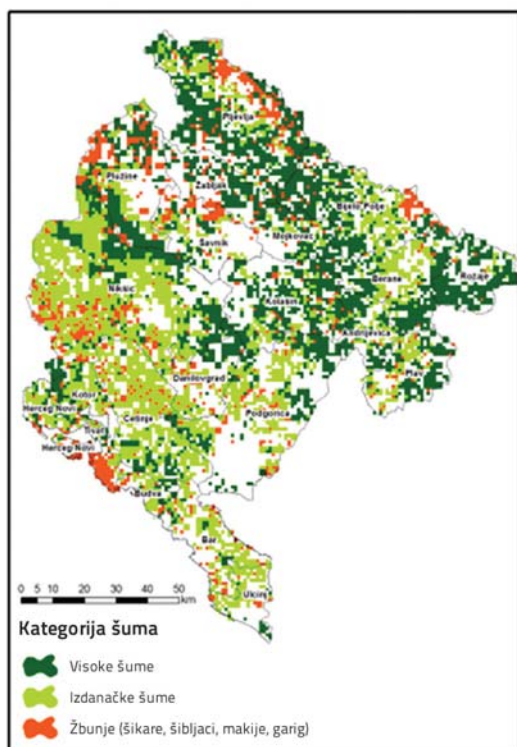 Pljevlja
Plužine
Žabljak
Bijelo Polje
Šavnik
Mojkovac
Rožaje
Berane
Nikšić
Kolašin
Andrijevica
Plav
Danilovgrad
Kotor
Herceg Novi
Podgorica
Cetinje
Tivat
Herceg Novi
Budva
Bar
Ulcinj
0 5 10 20 30 40 50
km
Kategorija šuma
Visoke šume
Izdanačke šume
Žbunje (šikare, šibljaci, makije, garig)